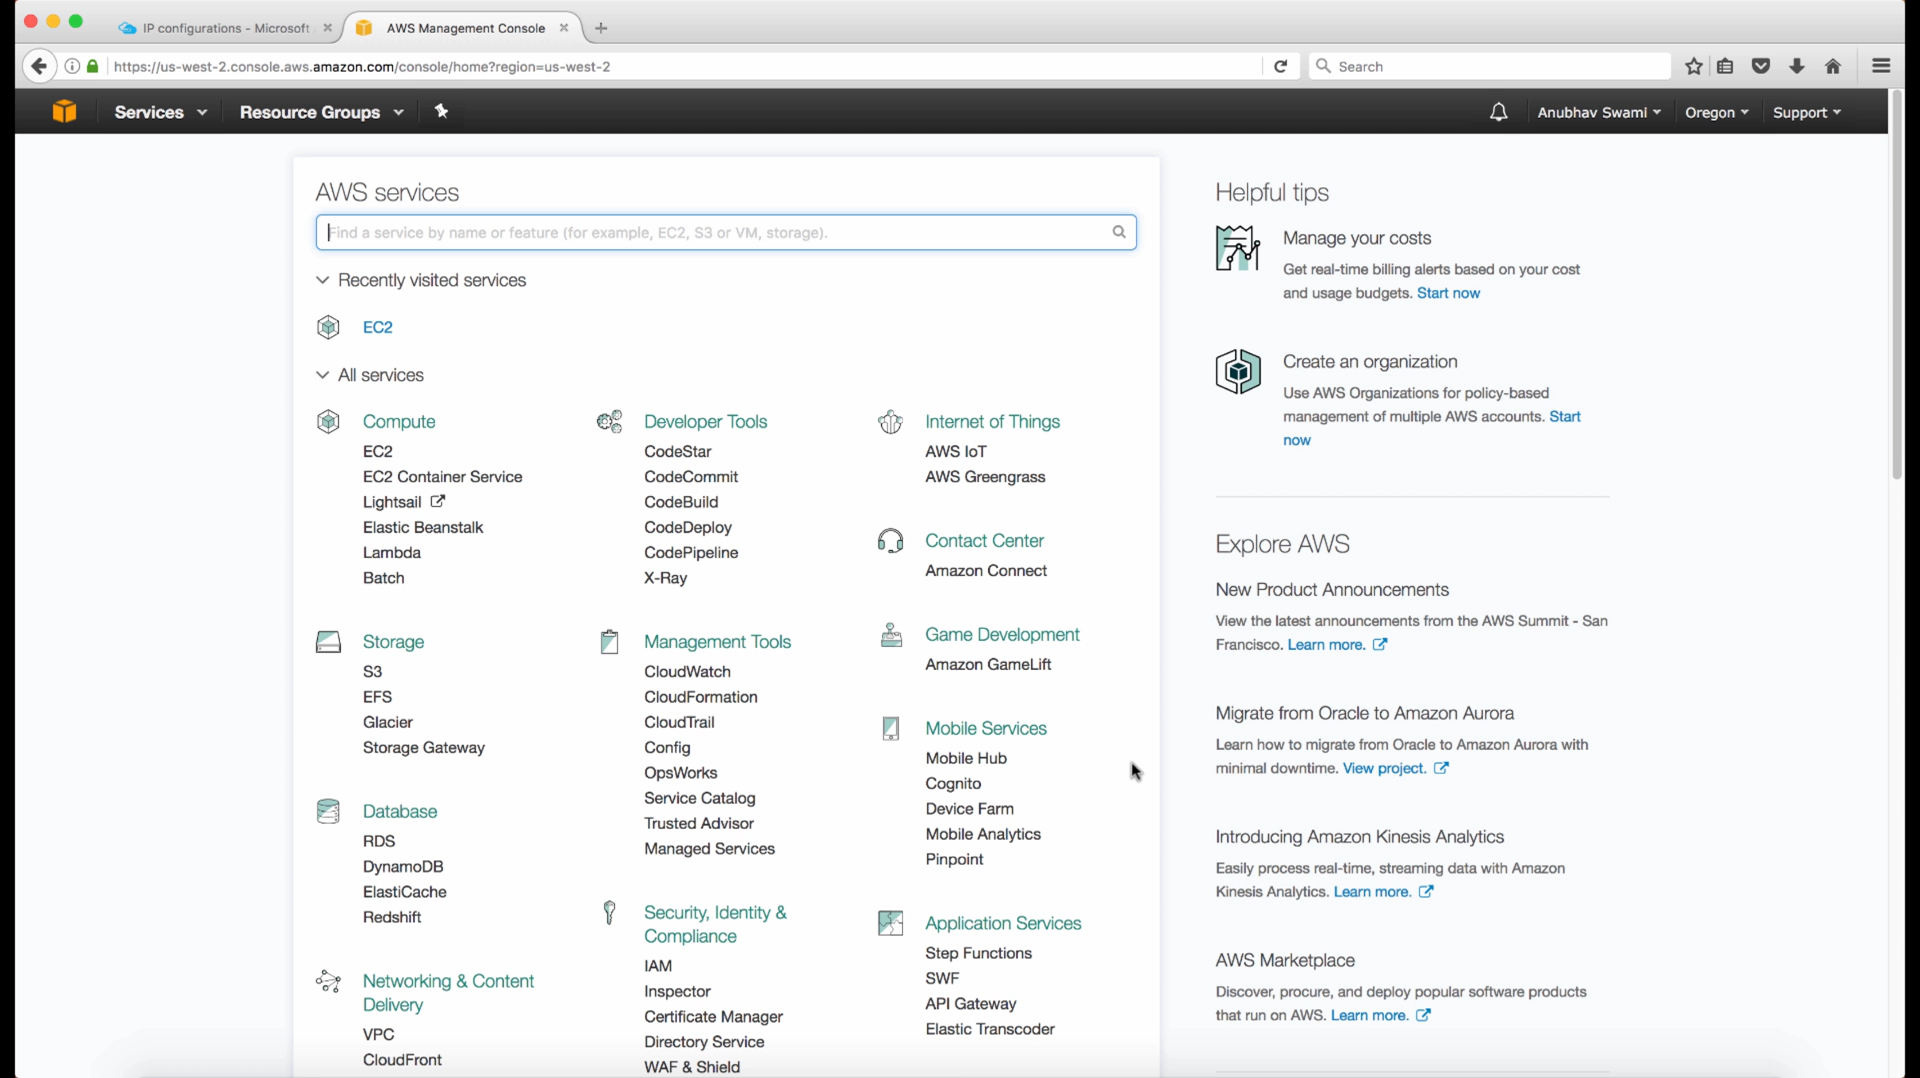 IP configurations - Microsoft
AWS Management Console
https://us-west-2.console.aws.amazon.com/console/home?region=us-west-2
Search
Services
Resource Groups
Anubhav Swami
Oregon
Support
AWS services
Find a service by name or feature (for example, EC2, S3 or VM, storage).
Recently visited services
EC2
All services
Compute
EC2
EC2 Container Service
Lightsail
Elastic Beanstalk
Lambda
Batch
Storage
S3
EFS
Glacier
Storage Gateway
Database
RDS
DynamoDB
ElastiCache
Redshift
Networking & Content
Delivery
VPC
CloudFront
Developer Tools
CodeStar
CodeCommit
CodeBuild
CodeDeploy
CodePipeline
X-Ray
Management Tools
CloudWatch
CloudFormation
CloudTrail
Config
OpsWorks
Service Catalog
Trusted Advisor
Managed Services
Security, Identity &
Compliance
IAM
Inspector
Certificate Manager
Directory Service
WAF & Shield
Internet of Things
AWS IoT
AWS Greengrass
Contact Center
Amazon Connect
Game Development
Amazon GameLift
Mobile Services
Mobile Hub
Cognito
Device Farm
Mobile Analytics
Pinpoint
Application Services
Step Functions
SWF
API Gateway
Elastic Transcoder
Helpful tips
Manage your costs
Get real-time billing alerts based on your cost
and usage budgets. Start now
Create an organization
Use AWS Organizations for policy-based
management of multiple AWS accounts. Start
now
Explore AWS
New Product Announcements
View the latest announcements from the AWS Summit - San
Francisco. Learn more.
Migrate from Oracle to Amazon Aurora
Learn how to migrate from Oracle to Amazon Aurora with
minimal downtime. View project.
Introducing Amazon Kinesis Analytics
Easily process real-time, streaming data with Amazon
Kinesis Analytics. Learn more.
AWS Marketplace
Discover, procure, and deploy popular software products
that run on AWS. Learn more.